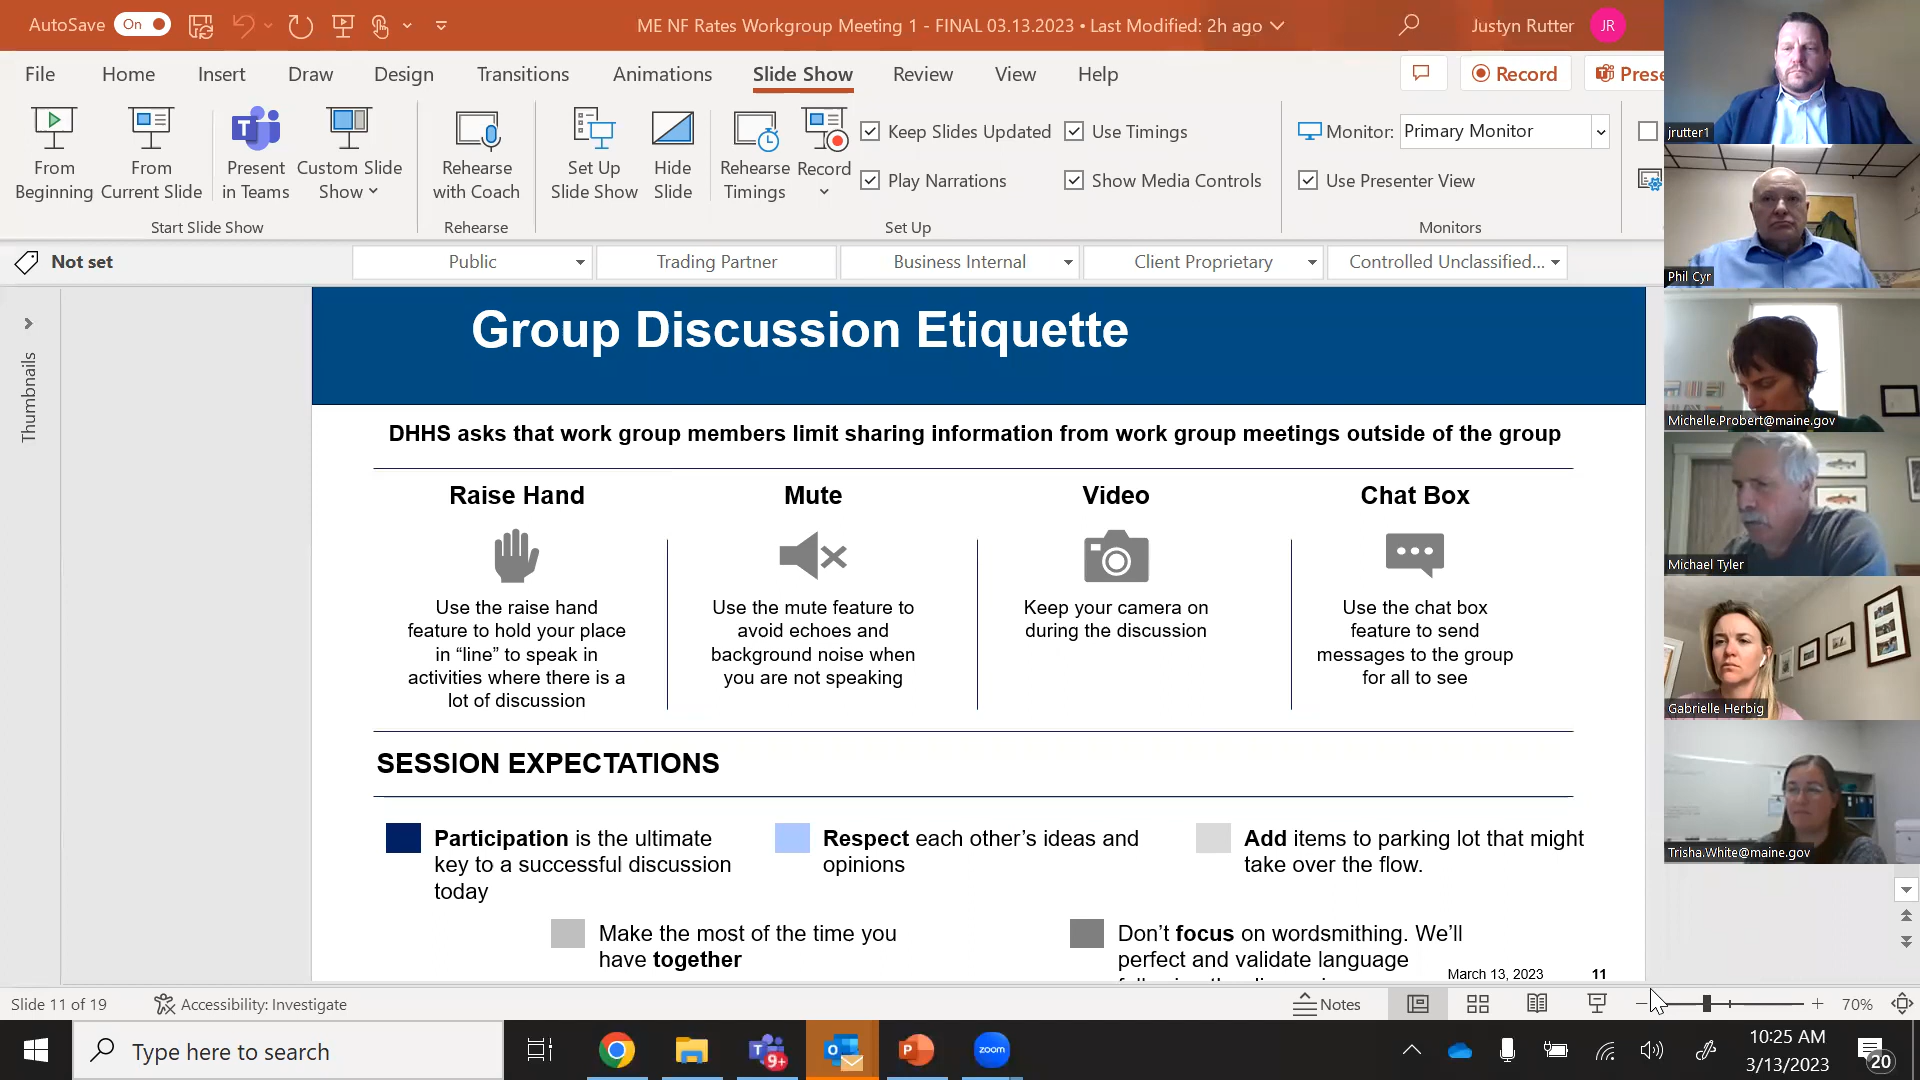 AutoSave On
ME NF Rates Workgroup Meeting 1 - FINAL 03.13.2023 • Last Modified: 2h ago
Justyn Rutter JR
File Home Insert Draw Design Transitions Animations Slide Show Review View Help
Record
Prese
From Beginning
From Current Slide
Present in Teams
Custom Slide Show
Start Slide Show
Rehearse with Coach
Rehearse
Set Up Slide Show
Hide Slide
Rehearse Timings
Record
Keep Slides Updated
Use Timings
Play Narrations
Show Media Controls
Set Up
Monitor: Primary Monitor
Use Presenter View
Monitors
Not set
Public
Trading Partner
Business Internal
Client Proprietary
Controlled Unclassified...
Thumbnails
Group Discussion Etiquette
DHHS asks that work group members limit sharing information from work group meetings outside of the group
Raise Hand
Use the raise hand
feature to hold your place
in “line” to speak in
activities where there is a
lot of discussion
Mute
Use the mute feature to
avoid echoes and
background noise when
you are not speaking
Video
Keep your camera on
during the discussion
Chat Box
Use the chat box
feature to send
messages to the group
for all to see
SESSION EXPECTATIONS
Participation is the ultimate
key to a successful discussion
today
Respect each other’s ideas and
opinions
Add items to parking lot that might
take over the flow.
Make the most of the time you
have together
Don’t focus on wordsmithing. We’ll
perfect and validate language
March 13, 2023 11
jrutter1
Phil Cyr
Michelle.Probert@maine.gov
Michael Tyler
Gabrielle Herbig
Trisha.White@maine.gov
Slide 11 of 19
Accessibility: Investigate
Notes
70%
Type here to search
9+
zoom
10:25 AM
3/13/2023
20